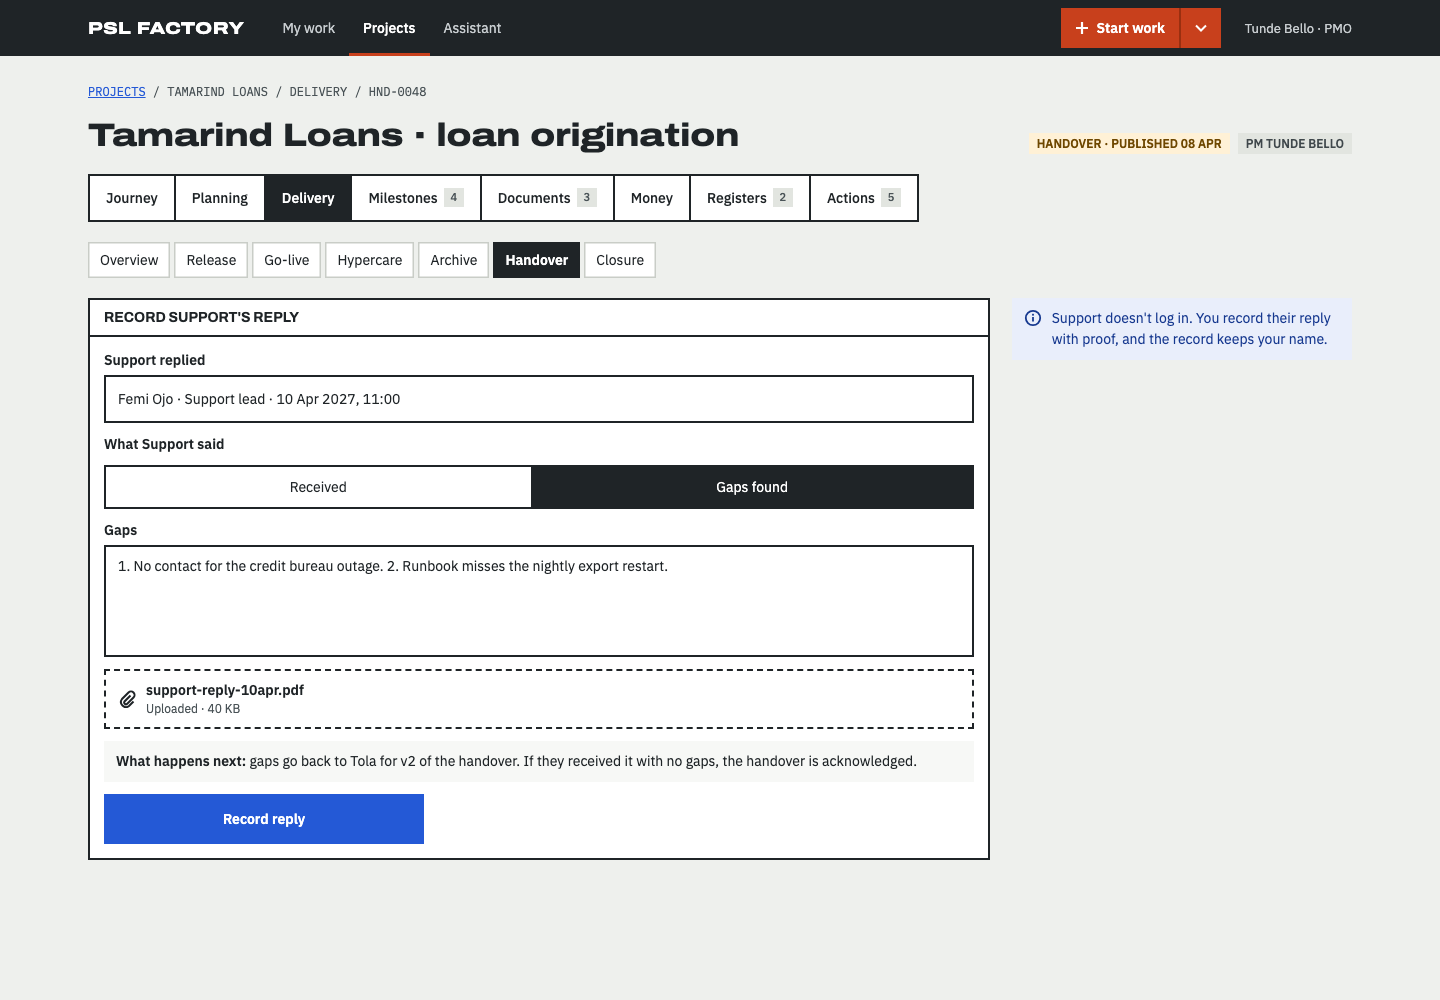 PSL FACTORY
My work
Projects
Assistant
Start work
Tunde Bello · PMO
PROJECTS / TAMARIND LOANS / DELIVERY / HND-0048
Tamarind Loans · loan origination
HANDOVER · PUBLISHED 08 APR
PM TUNDE BELLO
Journey
Planning
Delivery
Milestones 4
Documents 3
Money
Registers 2
Actions 5
Overview
Release
Go-live
Hypercare
Archive
Handover
Closure
RECORD SUPPORT'S REPLY
Support replied
Femi Ojo · Support lead · 10 Apr 2027, 11:00
What Support said
Received
Gaps found
Gaps
1. No contact for the credit bureau outage. 2. Runbook misses the nightly export restart.
support-reply-10apr.pdf
Uploaded · 40 KB
What happens next: gaps go back to Tola for v2 of the handover. If they received it with no gaps, the handover is acknowledged.
Record reply
Support doesn't log in. You record their reply
with proof, and the record keeps your name.